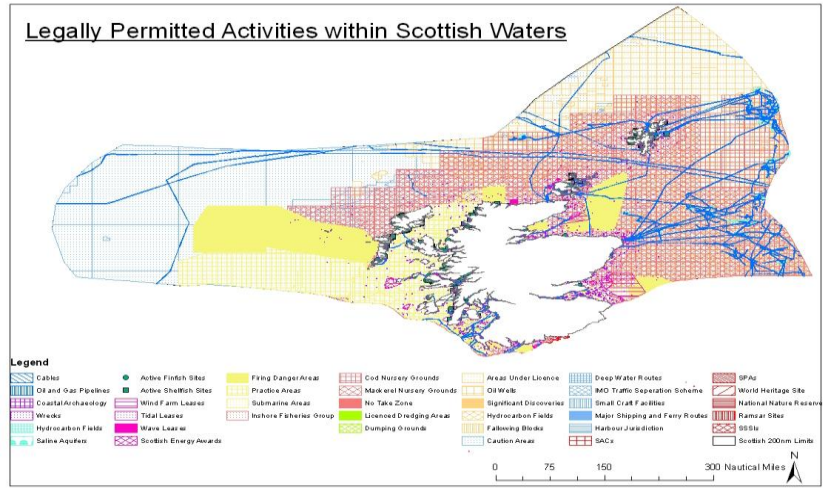 Legally Permitted Activities within Scottish Waters
Legend
Cables
Oil and Gas Pipelines
Coastal Archaeology
Wrecks
Hydrocarbon Fields
Saline Aquifers
Active Finfish Sites
Active Shellfish Sites
Wind Farm Leases
Tidal Leases
Wave Leases
Scottish Energy Awards
Firing Danger Areas
Practice Areas
Submarine Areas
Inshore Fisheries Group
Cod Nursery Grounds
Mackerel Nursery Grounds
No Take Zone
Licenced Dredging Areas
Dumping Grounds
Areas Under Licence
Oil Wells
Significant Discoveries
Hydrocarbon Fields
Fallowing Blocks
Caution Areas
Deep Water Routes
IMO Traffic Seperation Scheme
Small Craft Facilities
Major Shipping and Ferry Routes
Harbour Jurisdiction
SACs
SPAs
World Heritage Site
National Nature Reserve
Ramsar Sites
SSSIs
Scottish 200nm Limits
0 75 150 300 Nautical Miles
N